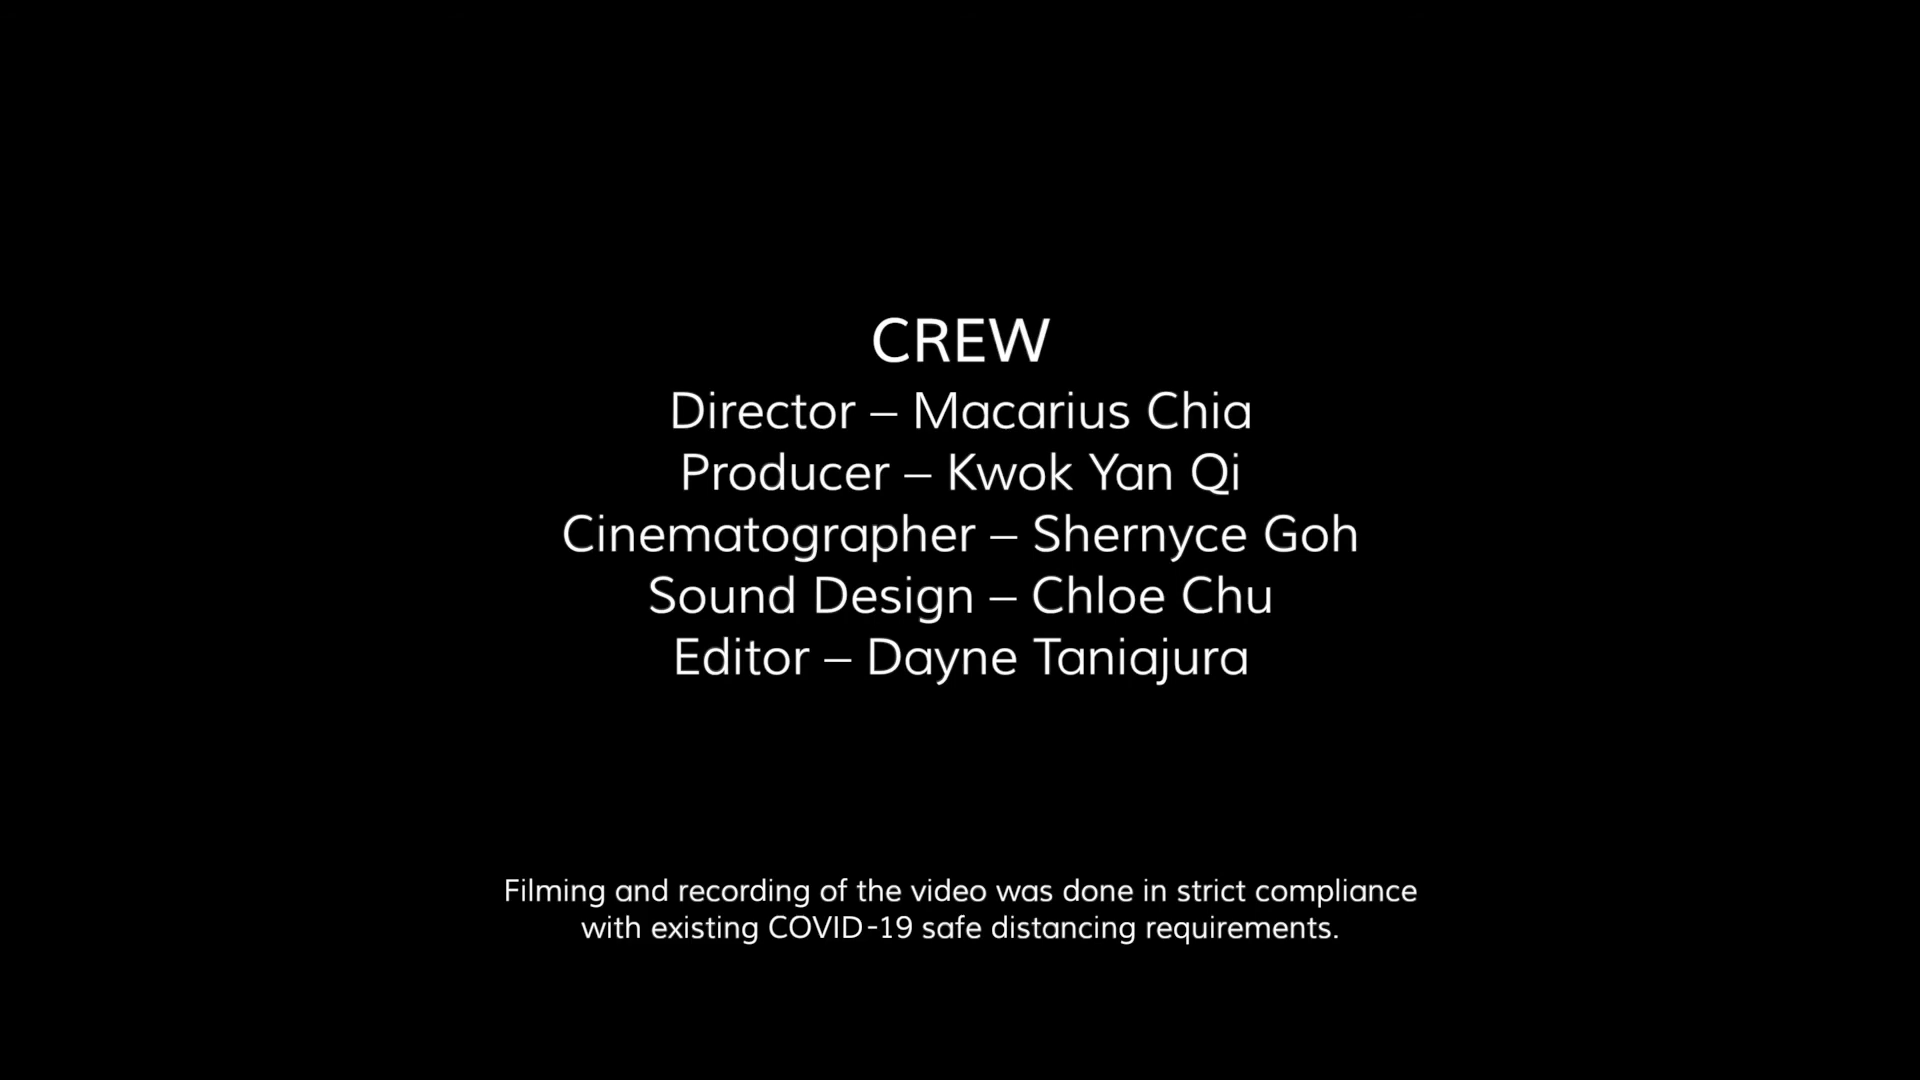 CREW
Director – Macarius Chia
Producer – Kwok Yan Qi
Cinematographer – Shernyce Goh
Sound Design – Chloe Chu
Editor – Dayne Taniajura
Filming and recording of the video was done in strict compliance
with existing COVID-19 safe distancing requirements.